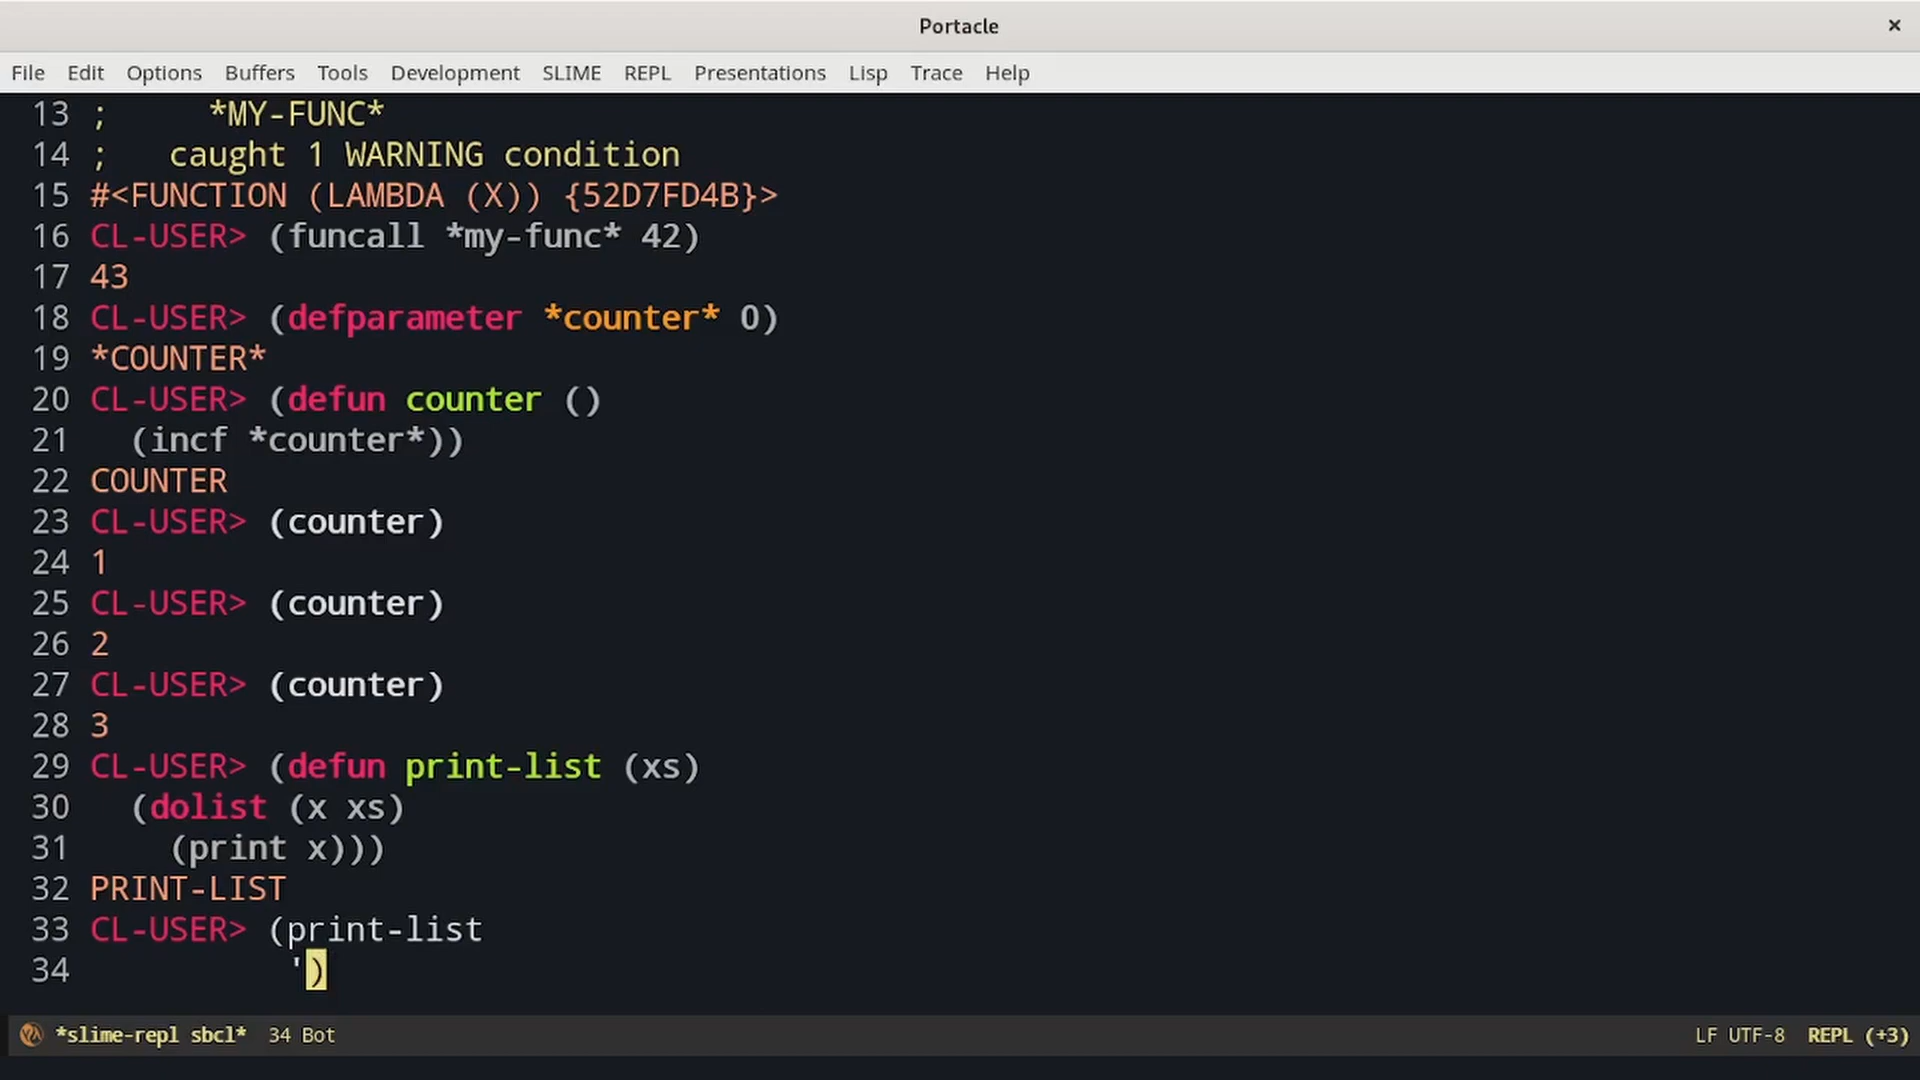 Portacle ×
File Edit Options Buffers Tools Development SLIME REPL Presentations Lisp Trace Help
13 ;     *MY-FUNC*
14 ;   caught 1 WARNING condition
15 #<FUNCTION (LAMBDA (X)) {52D7FD4B}>
16 CL-USER> (funcall *my-func* 42)
17 43
18 CL-USER> (defparameter *counter* 0)
19 *COUNTER*
20 CL-USER> (defun counter ()
21   (incf *counter*))
22 COUNTER
23 CL-USER> (counter)
24 1
25 CL-USER> (counter)
26 2
27 CL-USER> (counter)
28 3
29 CL-USER> (defun print-list (xs)
30   (dolist (x xs)
31     (print x)))
32 PRINT-LIST
33 CL-USER> (print-list
34           ')
*slime-repl sbcl* 34 Bot LF UTF-8 REPL (+3)